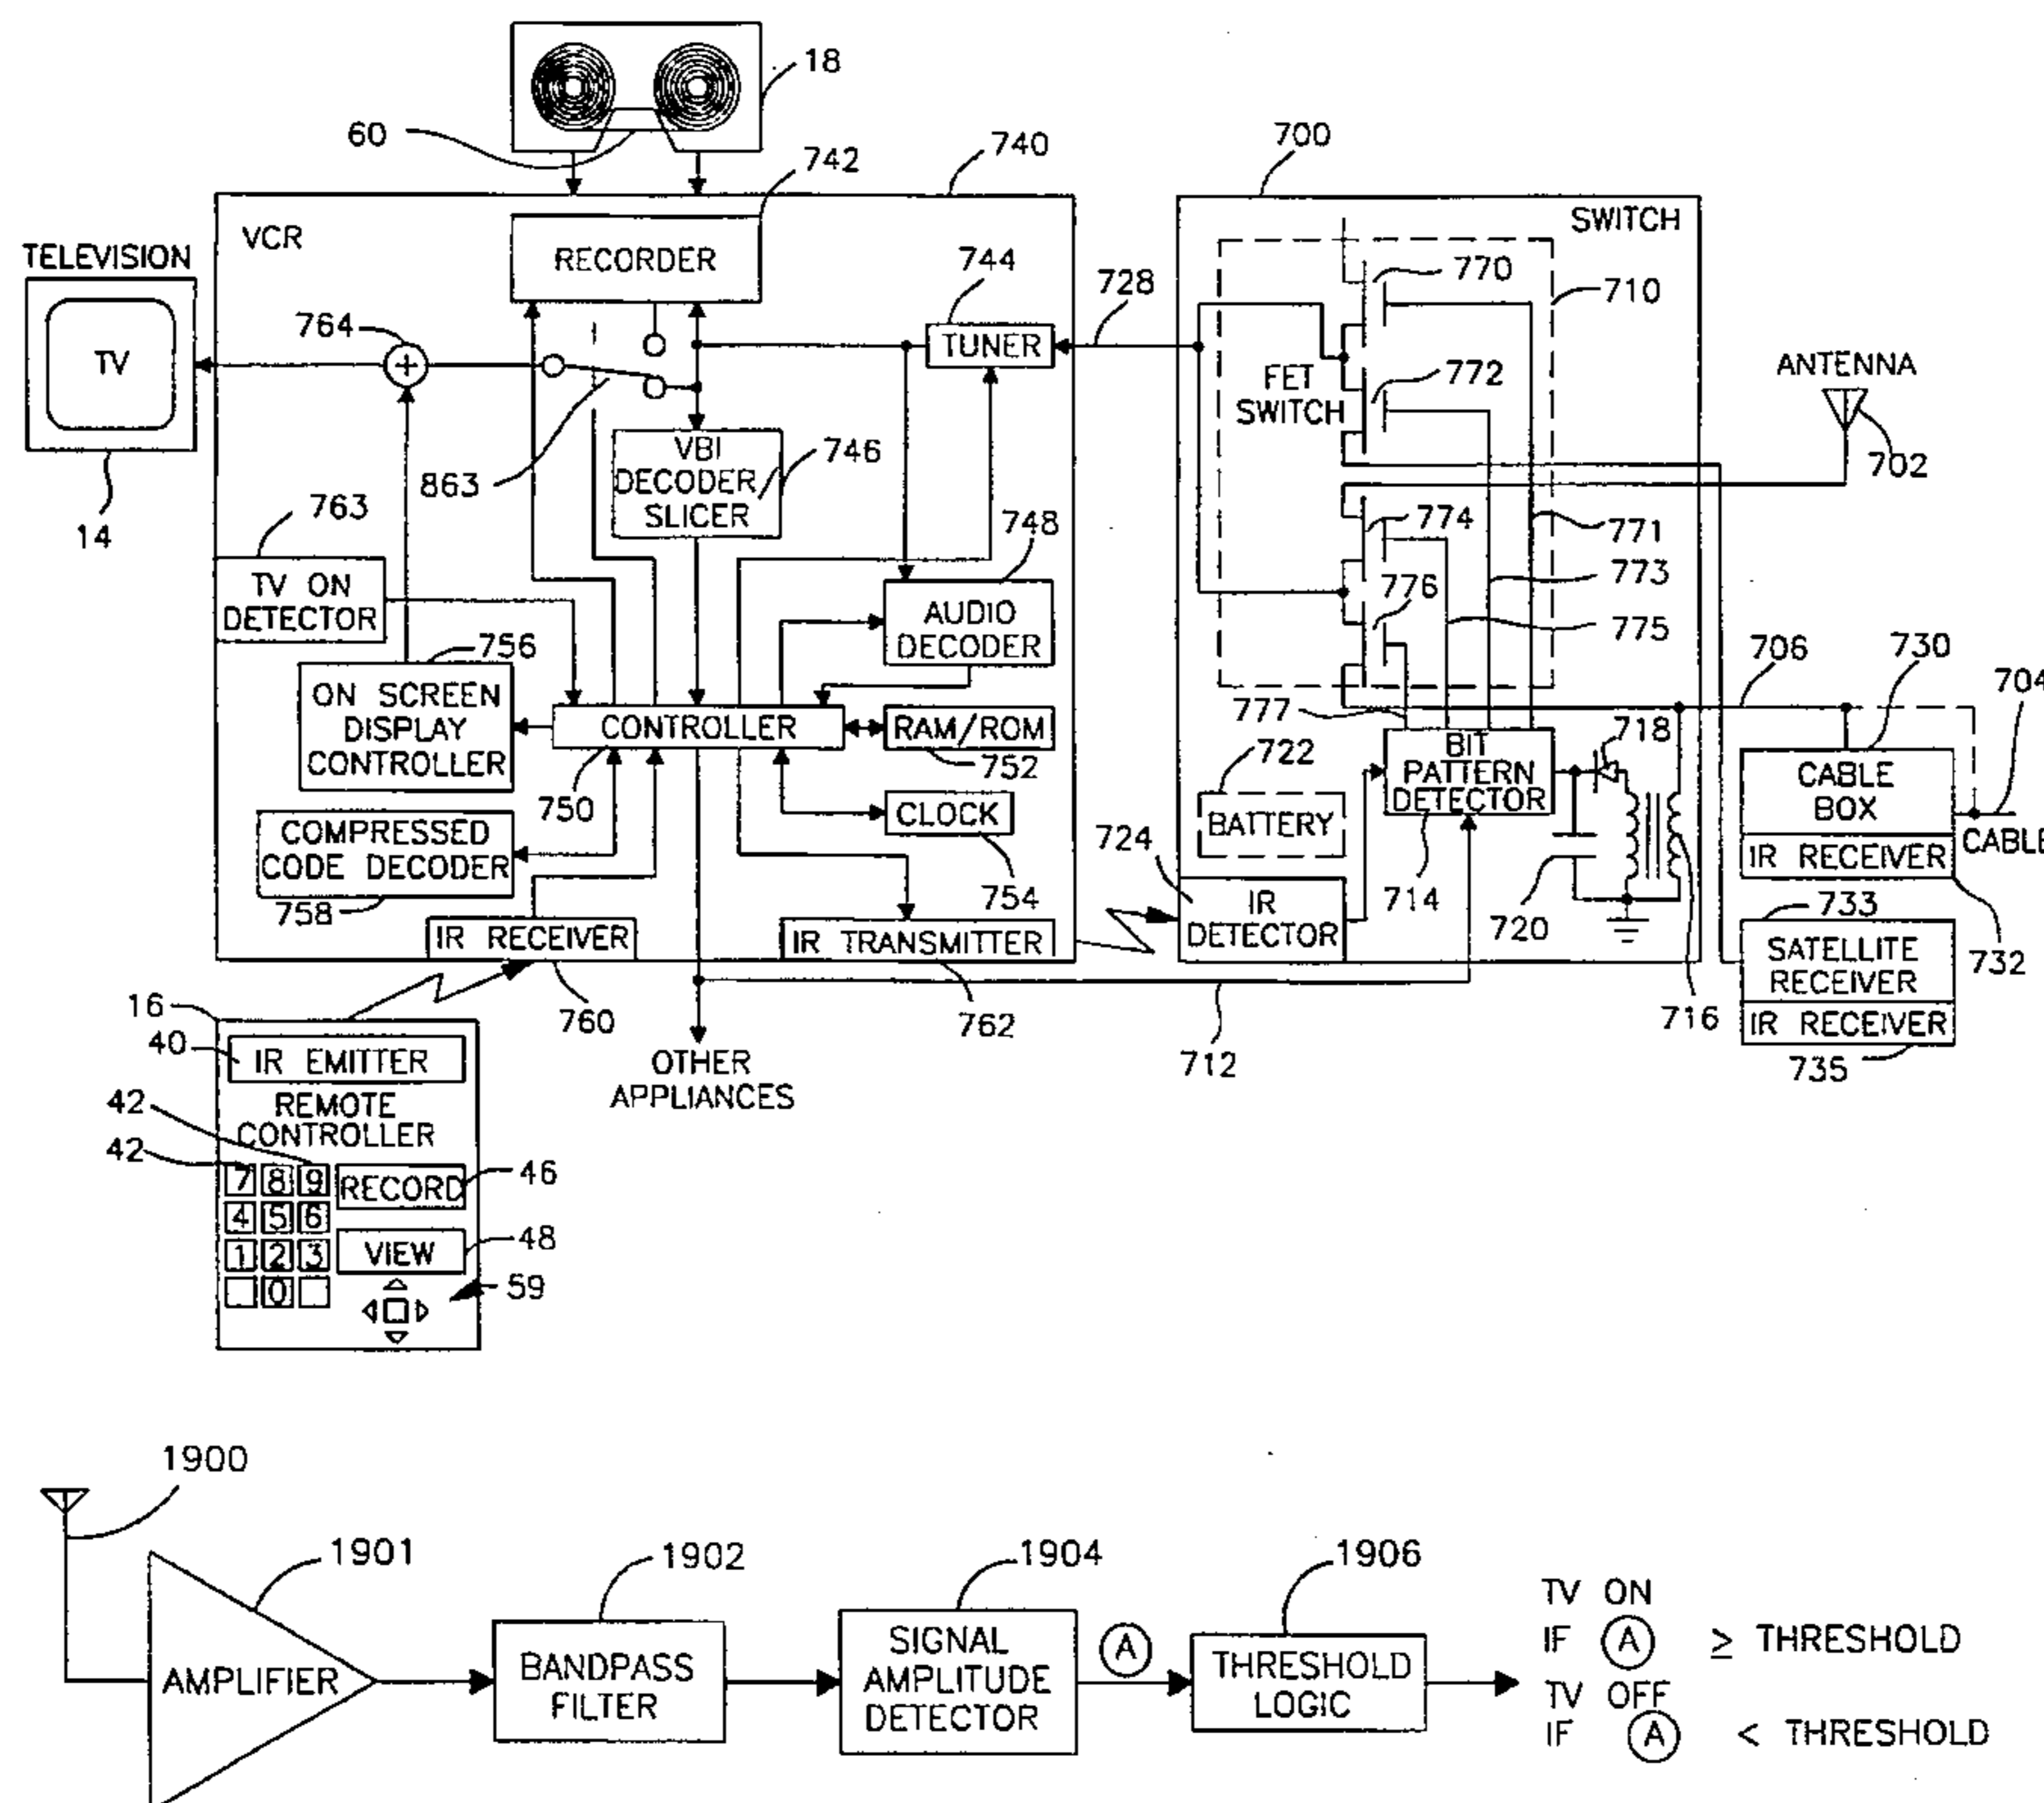 18
60
742
740
700
VCR
RECORDER
SWITCH
TELEVISION
TV
14
764
744
TUNER
728
770
710
FET
SWITCH
772
ANTENNA
702
863
VBI
DECODER/
SLICER
746
763
TV ON
DETECTOR
748
AUDIO
DECODER
774
771
773
776
775
756
ON SCREEN
DISPLAY
CONTROLLER
CONTROLLER
750
RAM/ROM
752
777
706
730
704
722
BATTERY
BIT
PATTERN
DETECTOR
718
CABLE
BOX
IR RECEIVER
CABLE
COMPRESSED
CODE DECODER
758
CLOCK
754
724
IR
DETECTOR
714
720
733
732
IR RECEIVER
IR TRANSMITTER
SATELLITE
RECEIVER
IR RECEIVER
735
716
16
760
762
712
40
IR EMITTER
OTHER
APPLIANCES
42
REMOTE
CONTROLLER
42
7 8 9
RECORD
46
4 5 6
1 2 3
VIEW
48
0
59
1900
1901
1902
1904
1906
AMPLIFIER
BANDPASS
FILTER
SIGNAL
AMPLITUDE
DETECTOR
A
THRESHOLD
LOGIC
TV ON
IF A ≥ THRESHOLD
TV OFF
IF A < THRESHOLD